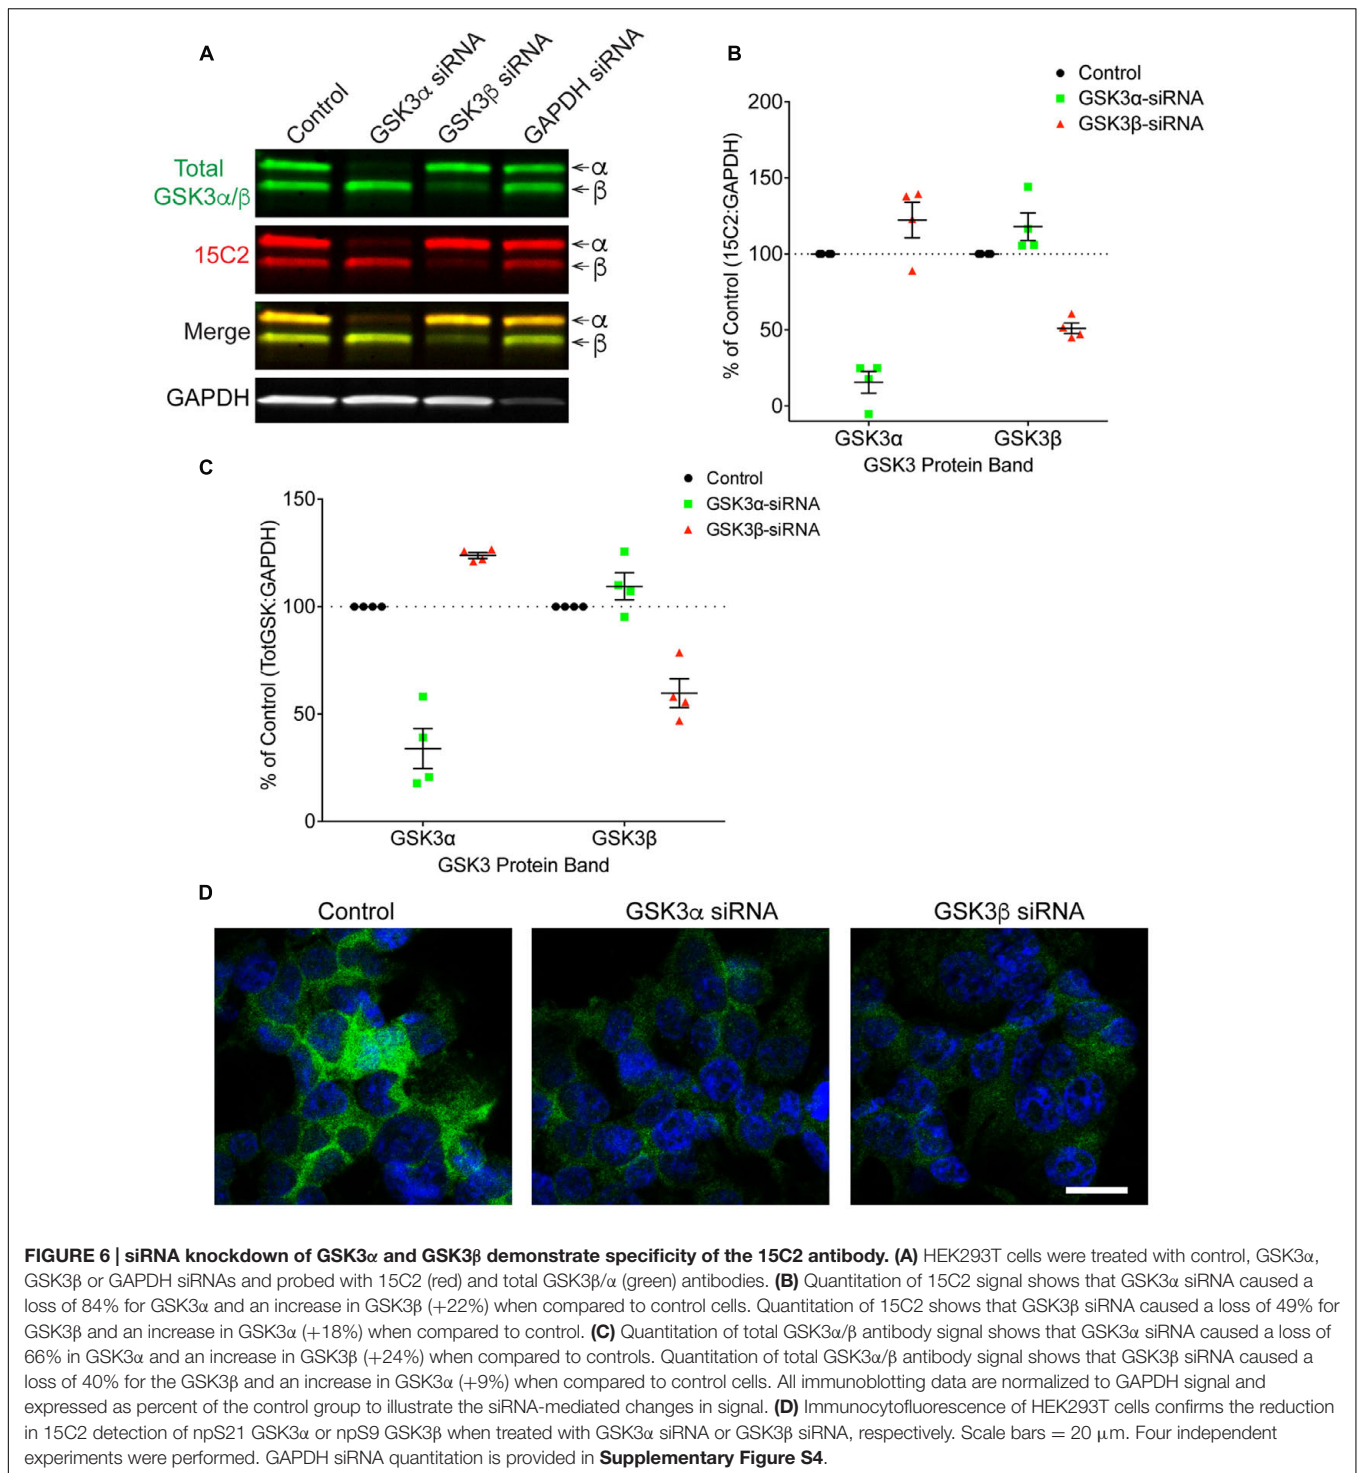 A
Control
GSK3α siRNA
GSK3β siRNA
GAPDH siRNA
Total
GSK3α/β
←α
←β
15C2
←α
←β
Merge
←α
←β
GAPDH
B
Control
GSK3α-siRNA
GSK3β-siRNA
% of Control (15C2:GAPDH)
200
150
100
50
0
GSK3α
GSK3β
GSK3 Protein Band
C
Control
GSK3α-siRNA
GSK3β-siRNA
% of Control (TotGSK:GAPDH)
150
100
50
0
GSK3α
GSK3β
GSK3 Protein Band
D
Control
GSK3α siRNA
GSK3β siRNA
FIGURE 6 | siRNA knockdown of GSK3α and GSK3β demonstrate specificity of the 15C2 antibody. (A) HEK293T cells were treated with control, GSK3α,
GSK3β or GAPDH siRNAs and probed with 15C2 (red) and total GSK3β/α (green) antibodies. (B) Quantitation of 15C2 signal shows that GSK3α siRNA caused a
loss of 84% for GSK3α and an increase in GSK3β (+22%) when compared to control cells. Quantitation of 15C2 shows that GSK3β siRNA caused a loss of 49% for
GSK3β and an increase in GSK3α (+18%) when compared to control. (C) Quantitation of total GSK3α/β antibody signal shows that GSK3α siRNA caused a loss of
66% in GSK3α and an increase in GSK3β (+24%) when compared to controls. Quantitation of total GSK3α/β antibody signal shows that GSK3β siRNA caused a
loss of 40% for the GSK3β and an increase in GSK3α (+9%) when compared to control cells. All immunoblotting data are normalized to GAPDH signal and
expressed as percent of the control group to illustrate the siRNA-mediated changes in signal. (D) Immunocytofluorescence of HEK293T cells confirms the reduction
in 15C2 detection of npS21 GSK3α or npS9 GSK3β when treated with GSK3α siRNA or GSK3β siRNA, respectively. Scale bars = 20 μm. Four independent
experiments were performed. GAPDH siRNA quantitation is provided in Supplementary Figure S4.